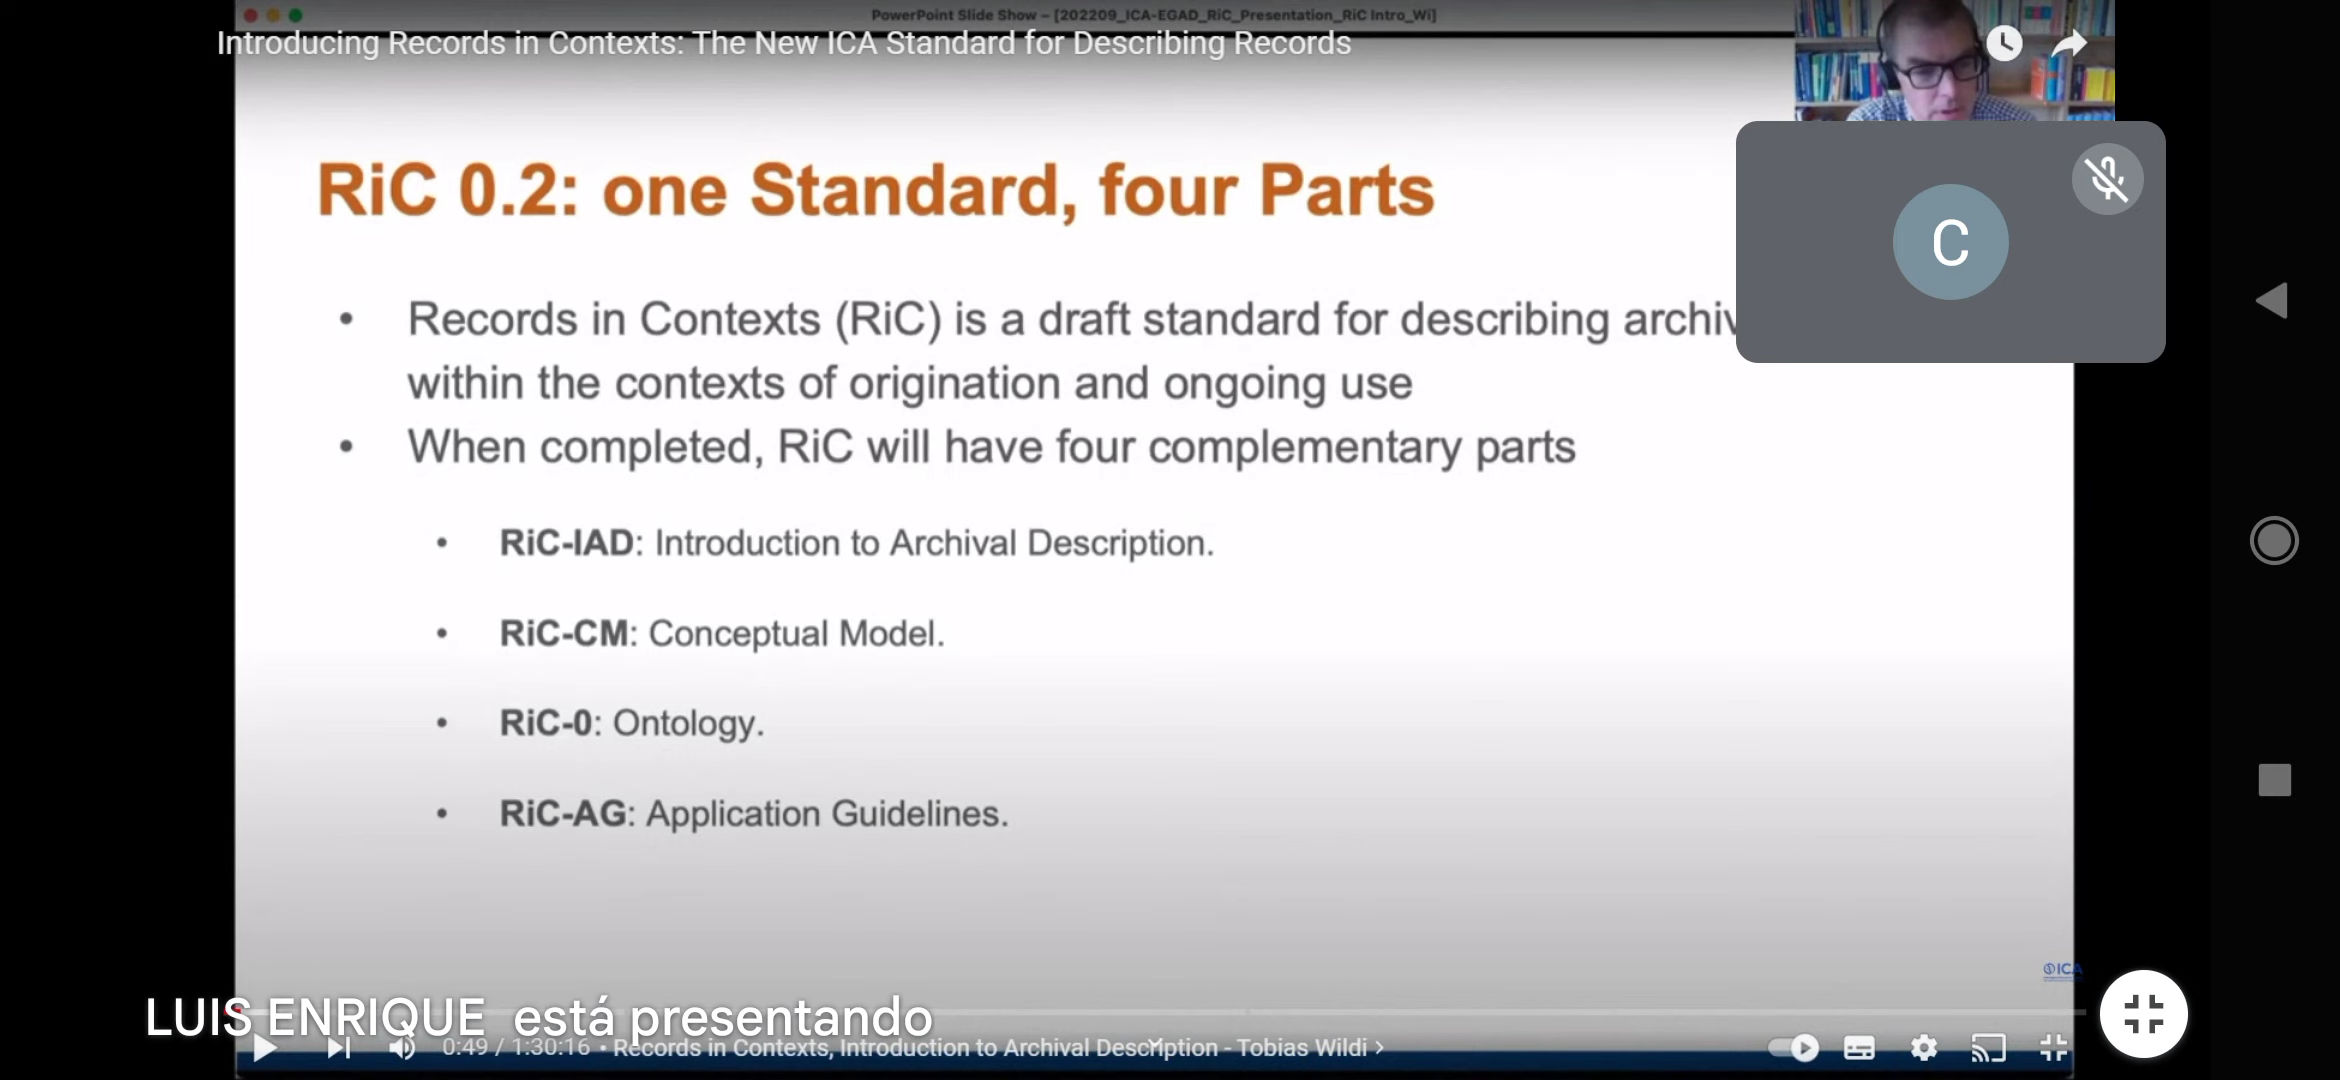 PowerPoint Slide Show – [202209_ICA-EGAD_RiC_Presentation_RiC Intro_Wi]
Introducing Records in Contexts: The New ICA Standard for Describing Records
RiC 0.2: one Standard, four Parts
C
• Records in Contexts (RiC) is a draft standard for describing archiv
within the contexts of origination and ongoing use
• When completed, RiC will have four complementary parts
• RiC-IAD: Introduction to Archival Description.
• RiC-CM: Conceptual Model.
• RiC-0: Ontology.
• RiC-AG: Application Guidelines.
ICA
LUIS ENRIQUE está presentando
0:49 / 1:30:16 • Records in Contexts, Introduction to Archival Description - Tobias Wildi >